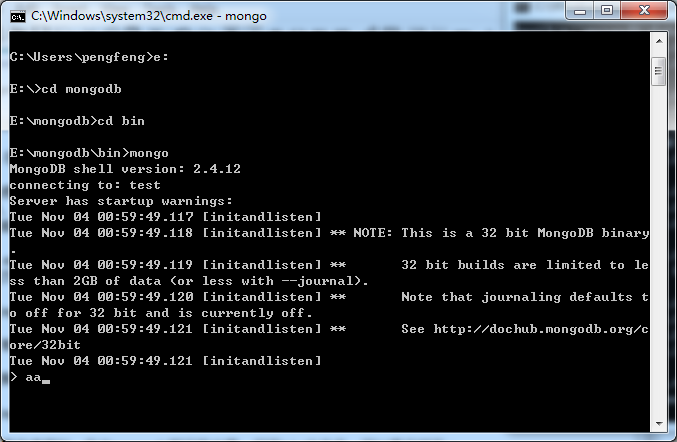 C:\Windows\system32\cmd.exe - mongo
C:\Users\pengfeng>e:
E:\>cd mongodb
E:\mongodb>cd bin
E:\mongodb\bin>mongo
MongoDB shell version: 2.4.12
connecting to: test
Server has startup warnings:
Tue Nov 04 00:59:49.117 [initandlisten]
Tue Nov 04 00:59:49.118 [initandlisten] ** NOTE: This is a 32 bit MongoDB binary
.
Tue Nov 04 00:59:49.119 [initandlisten] **       32 bit builds are limited to le
ss than 2GB of data (or less with --journal).
Tue Nov 04 00:59:49.120 [initandlisten] **       Note that journaling defaults t
o off for 32 bit and is currently off.
Tue Nov 04 00:59:49.121 [initandlisten] **       See http://dochub.mongodb.org/c
ore/32bit
Tue Nov 04 00:59:49.121 [initandlisten]
> aa